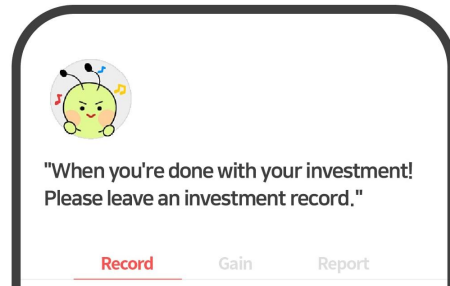 "When you're done with your investment!
Please leave an investment record."
Record Gain Report